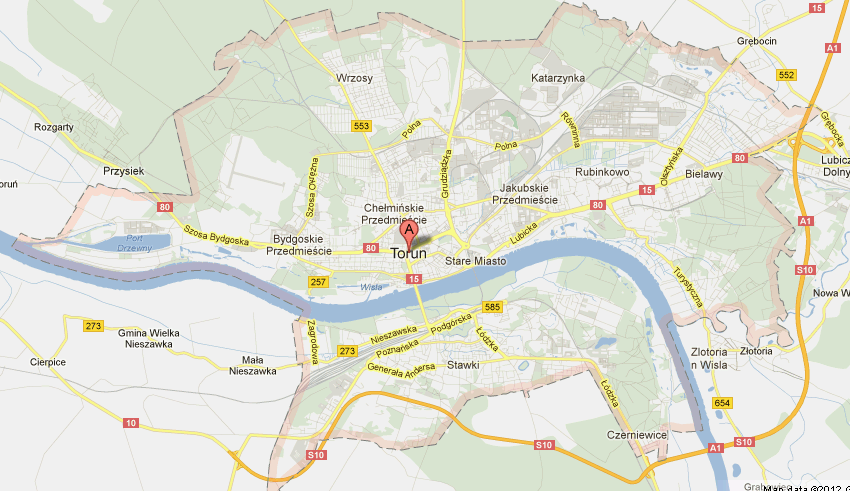 15
A1
Grębocin
552
Wrzosy
Katarzynka
Rozgarty
553
Polna
Równinna
Grębocka
Polna
Grudziądzka
Olsztyńska
80
Lubicz
Dolny
Przysiek
Szosa Okrężna
Rubinkowo
Bielawy
toruń
Jakubskie
Przedmieście
15
Chełmińskie
Przedmieście
80
80
A1
A
Szosa Bydgoska
Lubicka
Port
Drzewny
Bydgoskie
Przedmieście
80
Toruń
Stare Miasto
S10
15
257
Wisła
Turystyczna
Nowa W
585
273
Zagrodowa
Nieszawska
Podgórska
Gmina Wielka
Nieszawka
Łódzka
273
Poznańska
Cierpice
Mała
Nieszawka
Generała Andersa
Stawki
Zlotoria
n Wisla
Złotoria
Łódzka
654
10
S10
S10
Czerniewice
A1
S10
Grabowiec
Map data ©2012 G